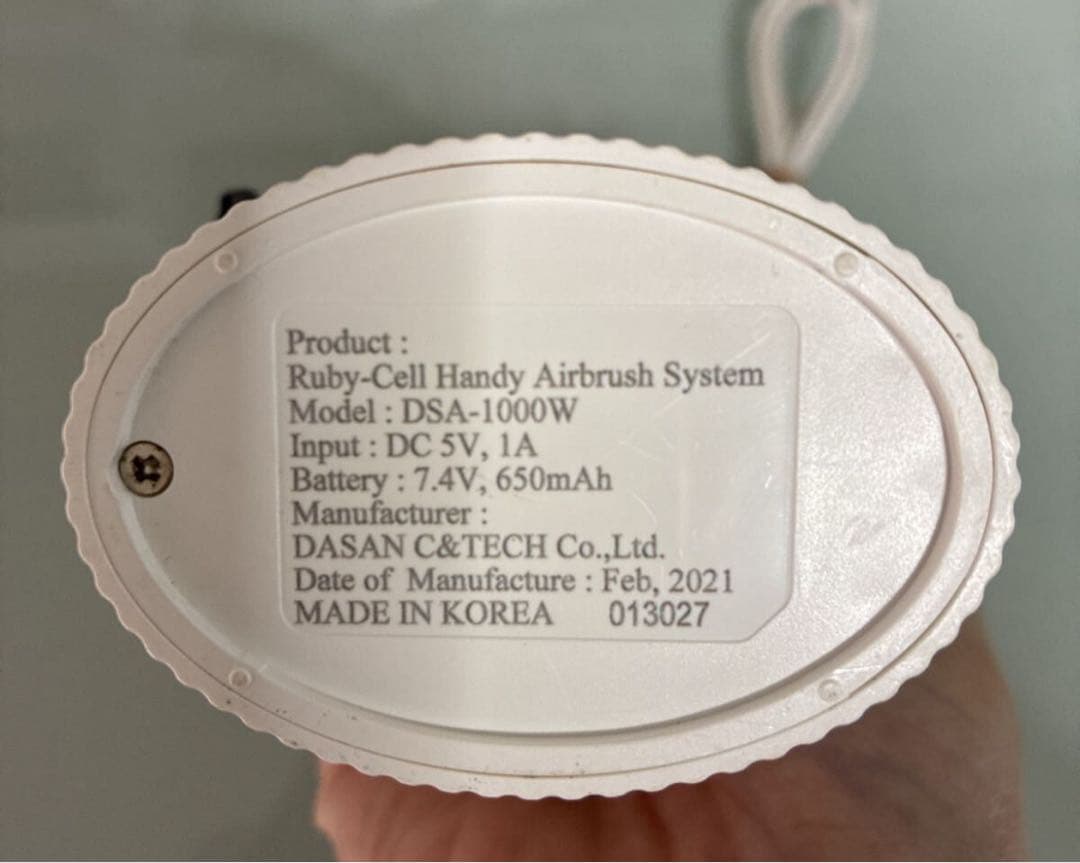 Product :
Ruby-Cell Handy Airbrush System
Model : DSA-1000W
Input : DC 5V, 1A
Battery : 7.4V, 650mAh
Manufacturer :
DASAN C&TECH Co.,Ltd.
Date of Manufacture : Feb, 2021
MADE IN KOREA 013027